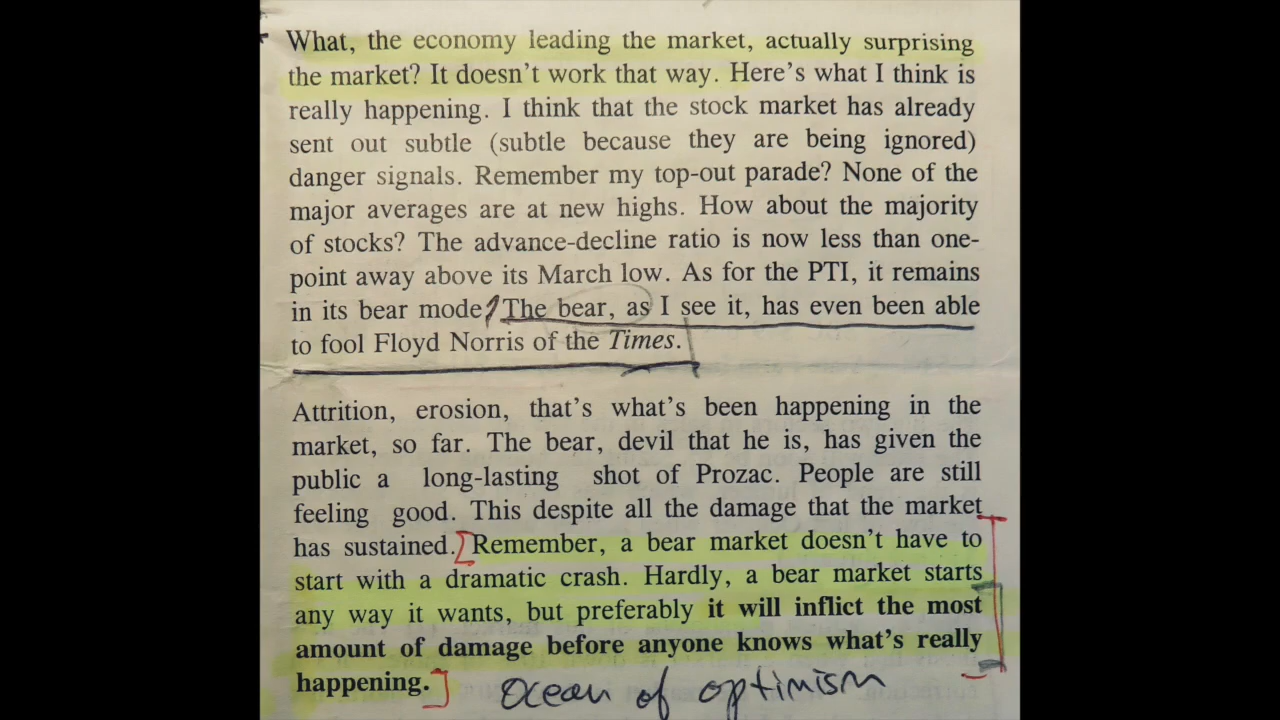 What, the economy leading the market, actually surprising
the market? It doesn't work that way. Here's what I think is
really happening. I think that the stock market has already
sent out subtle (subtle because they are being ignored)
danger signals. Remember my top-out parade? None of the
major averages are at new highs. How about the majority
of stocks? The advance-decline ratio is now less than one-
point away above its March low. As for the PTI, it remains
in its bear mode. The bear, as I see it, has even been able
to fool Floyd Norris of the Times.
Attrition, erosion, that's what's been happening in the
market, so far. The bear, devil that he is, has given the
public a long-lasting shot of Prozac. People are still
feeling good. This despite all the damage that the market
has sustained. Remember, a bear market doesn't have to
start with a dramatic crash. Hardly, a bear market starts
any way it wants, but preferably it will inflict the most
amount of damage before anyone knows what's really
happening.
Ocean of optimism